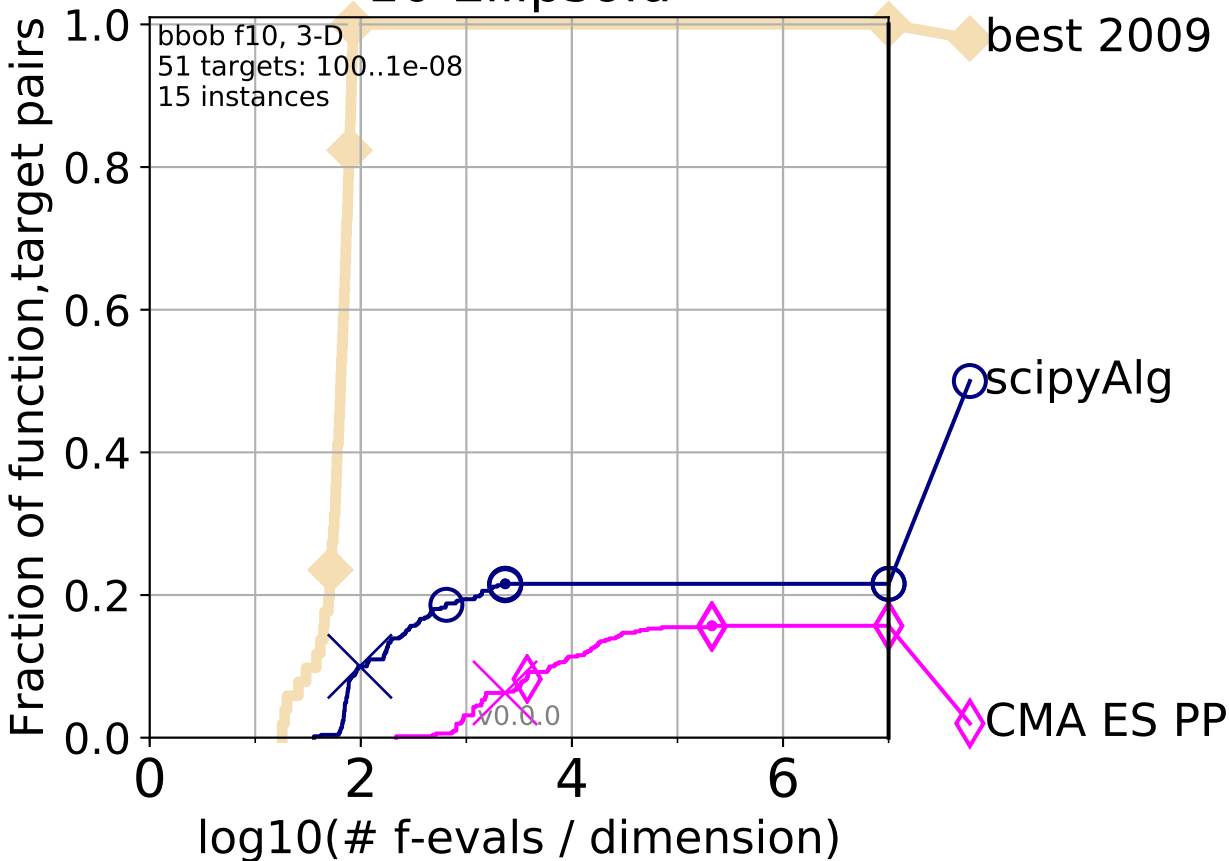 bbob f10, 3-D
51 targets: 100..1e-08
15 instances
best 2009
scipyAlg
CMA ES PP
v0.0.0
Fraction of function,target pairs
1.0
0.8
0.6
0.4
0.2
0.0
0
2
4
6
log10(# f-evals / dimension)